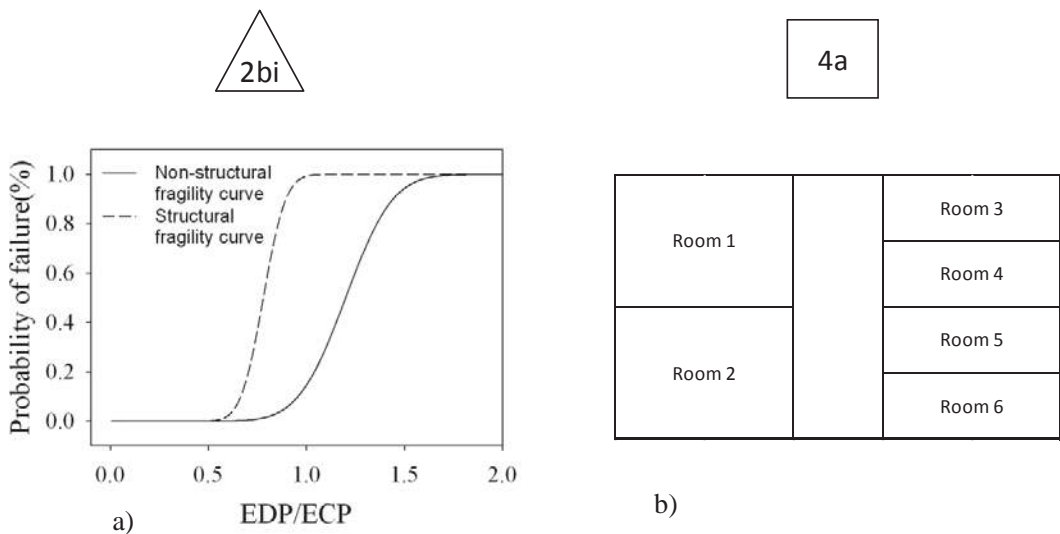 2bi
4a
Probability of failure(%)
1.0
0.8
0.6
0.4
0.2
0.0
Non-structural
fragility curve
Structural
fragility curve
0.0 0.5 1.0 1.5 2.0
EDP/ECP
a)
Room 1
Room 2
Room 3
Room 4
Room 5
Room 6
b)